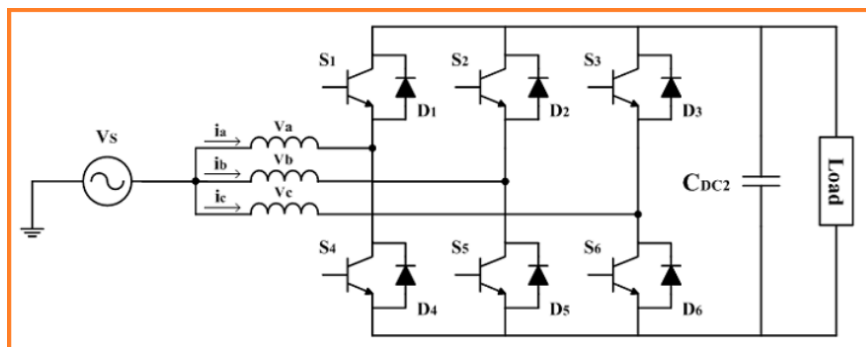 S1
S2
S3
D1
D2
D3
Vs
ia
Va
ib
Vb
ic
Vc
CDC2
Load
S4
S5
S6
D4
D5
D6